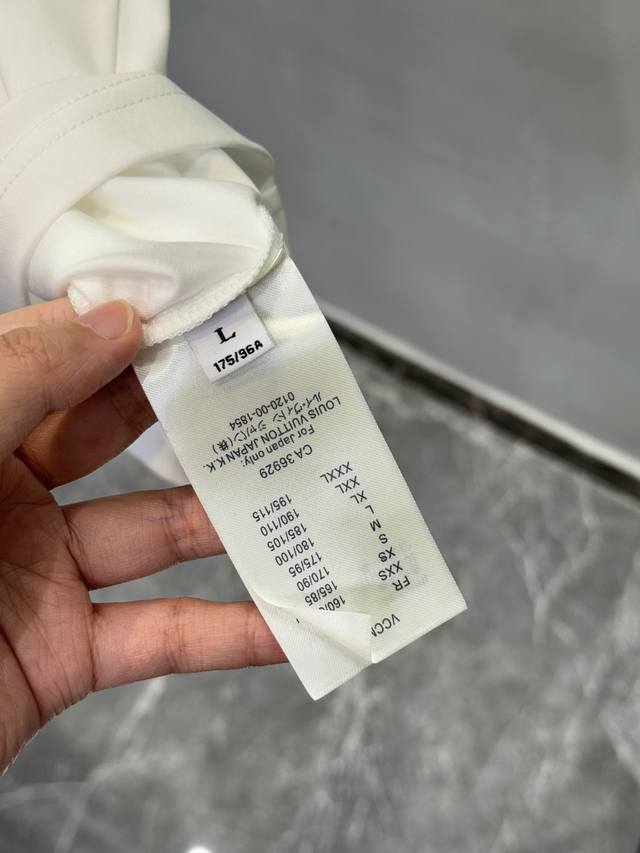 L
175/96A
VCCM
FR
XXS 160/
XS 165/85
S 170/90
M 175/95
L 180/100
XL 185/105
XXL 190/110
XXXL 195/115
CA 36929
For Japan only:
LOUIS VUITTON JAPAN K.K.
ルイ・ヴィトン ジャパン(株)
0120-00-1854